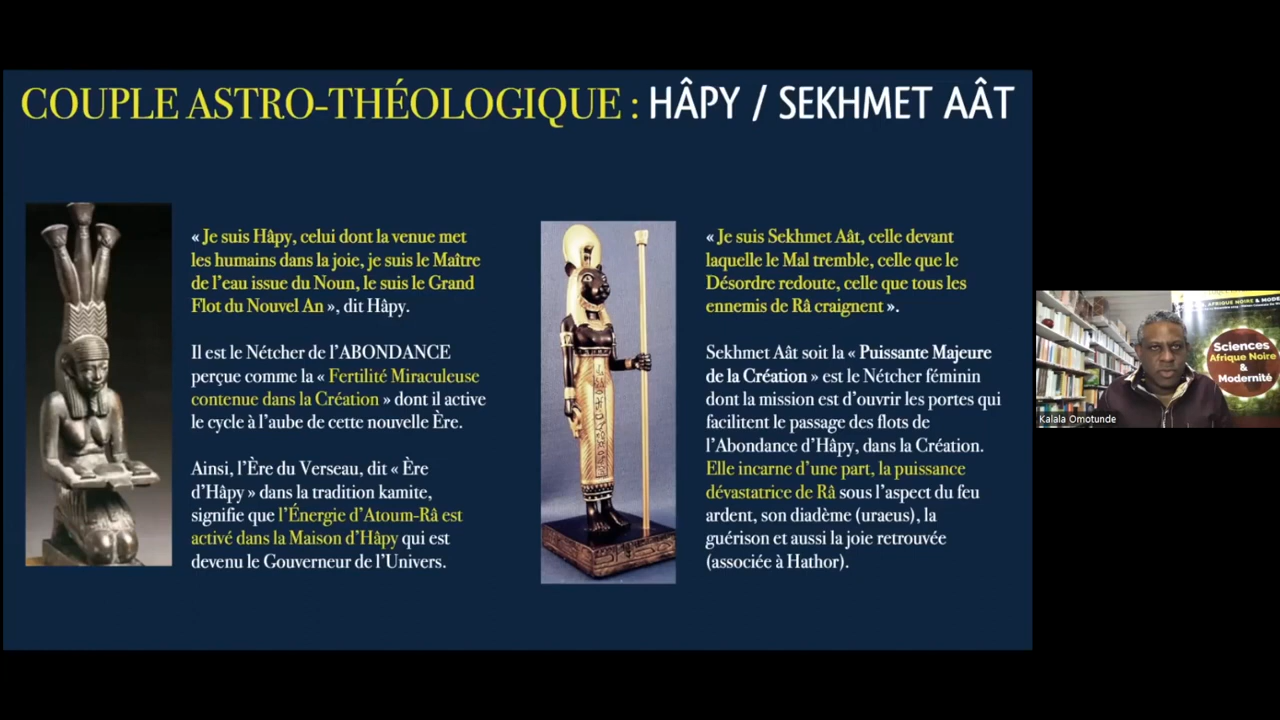 COUPLE ASTRO-THÉOLOGIQUE : HÂPY / SEKHMET AÂT
« Je suis Hâpy, celui dont la venue met
les humains dans la joie, je suis le Maître
de l'eau issue du Noun, le suis le Grand
Flot du Nouvel An », dit Hâpy.
Il est le Nétcher de l'ABONDANCE
perçue comme la « Fertilité Miraculeuse
contenue dans la Création » dont il active
le cycle à l'aube de cette nouvelle Ère.
Ainsi, l'Ère du Verseau, dit « Ère
d'Hâpy » dans la tradition kamite,
signifie que l'Énergie d'Atoum-Râ est
activé dans la Maison d'Hâpy qui est
devenu le Gouverneur de l'Univers.
« Je suis Sekhmet Aât, celle devant
laquelle le Mal tremble, celle que le
Désordre redoute, celle que tous les
ennemis de Râ craignent ».
Sekhmet Aât soit la « Puissante Majeure
de la Création » est le Nétcher féminin
dont la mission est d'ouvrir les portes qui
facilitent le passage des flots de
l'Abondance d'Hâpy, dans la Création.
Elle incarne d'une part, la puissance
dévastatrice de Râ sous l'aspect du feu
ardent, son diadème (uraeus), la
guérison et aussi la joie retrouvée
(associée à Hathor).
AFRIQUE NOIRE & MODE
Sciences
Afrique Noire
&
Modernité
Kalala Omotunde